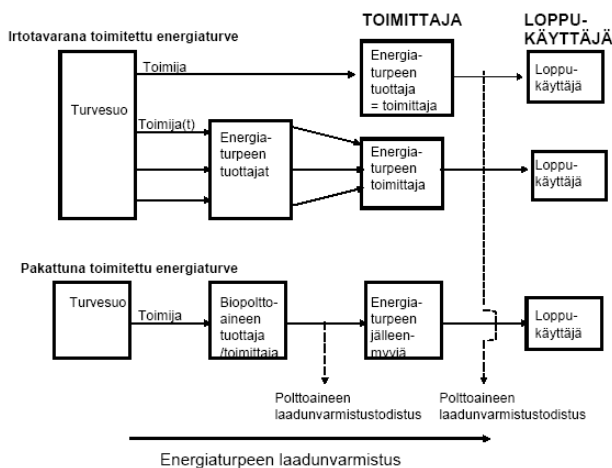 TOIMITTAJA
LOPPU-
KÄYTTÄJÄ
Irtotavarana toimitettu energiaturve
Turvesuo
Toimija
Energia-
turpeen
tuottaja
= toimittaja
Loppu-
käyttäjä
Toimija(t)
Energia-
turpeen
tuottajat
Energia-
turpeen
toimittaja
Loppu-
käyttäjä
Pakattuna toimitettu energiaturve
Turvesuo
Toimija
Biopoltto-
aineen
tuottaja
/toimittaja
Energia-
turpeen
jälleen-
myyjä
Loppu-
käyttäjä
Polttoaineen
laadunvarmistustodistus
Polttoaineen
laadunvarmistustodistus
Energiaturpeen laadunvarmistus